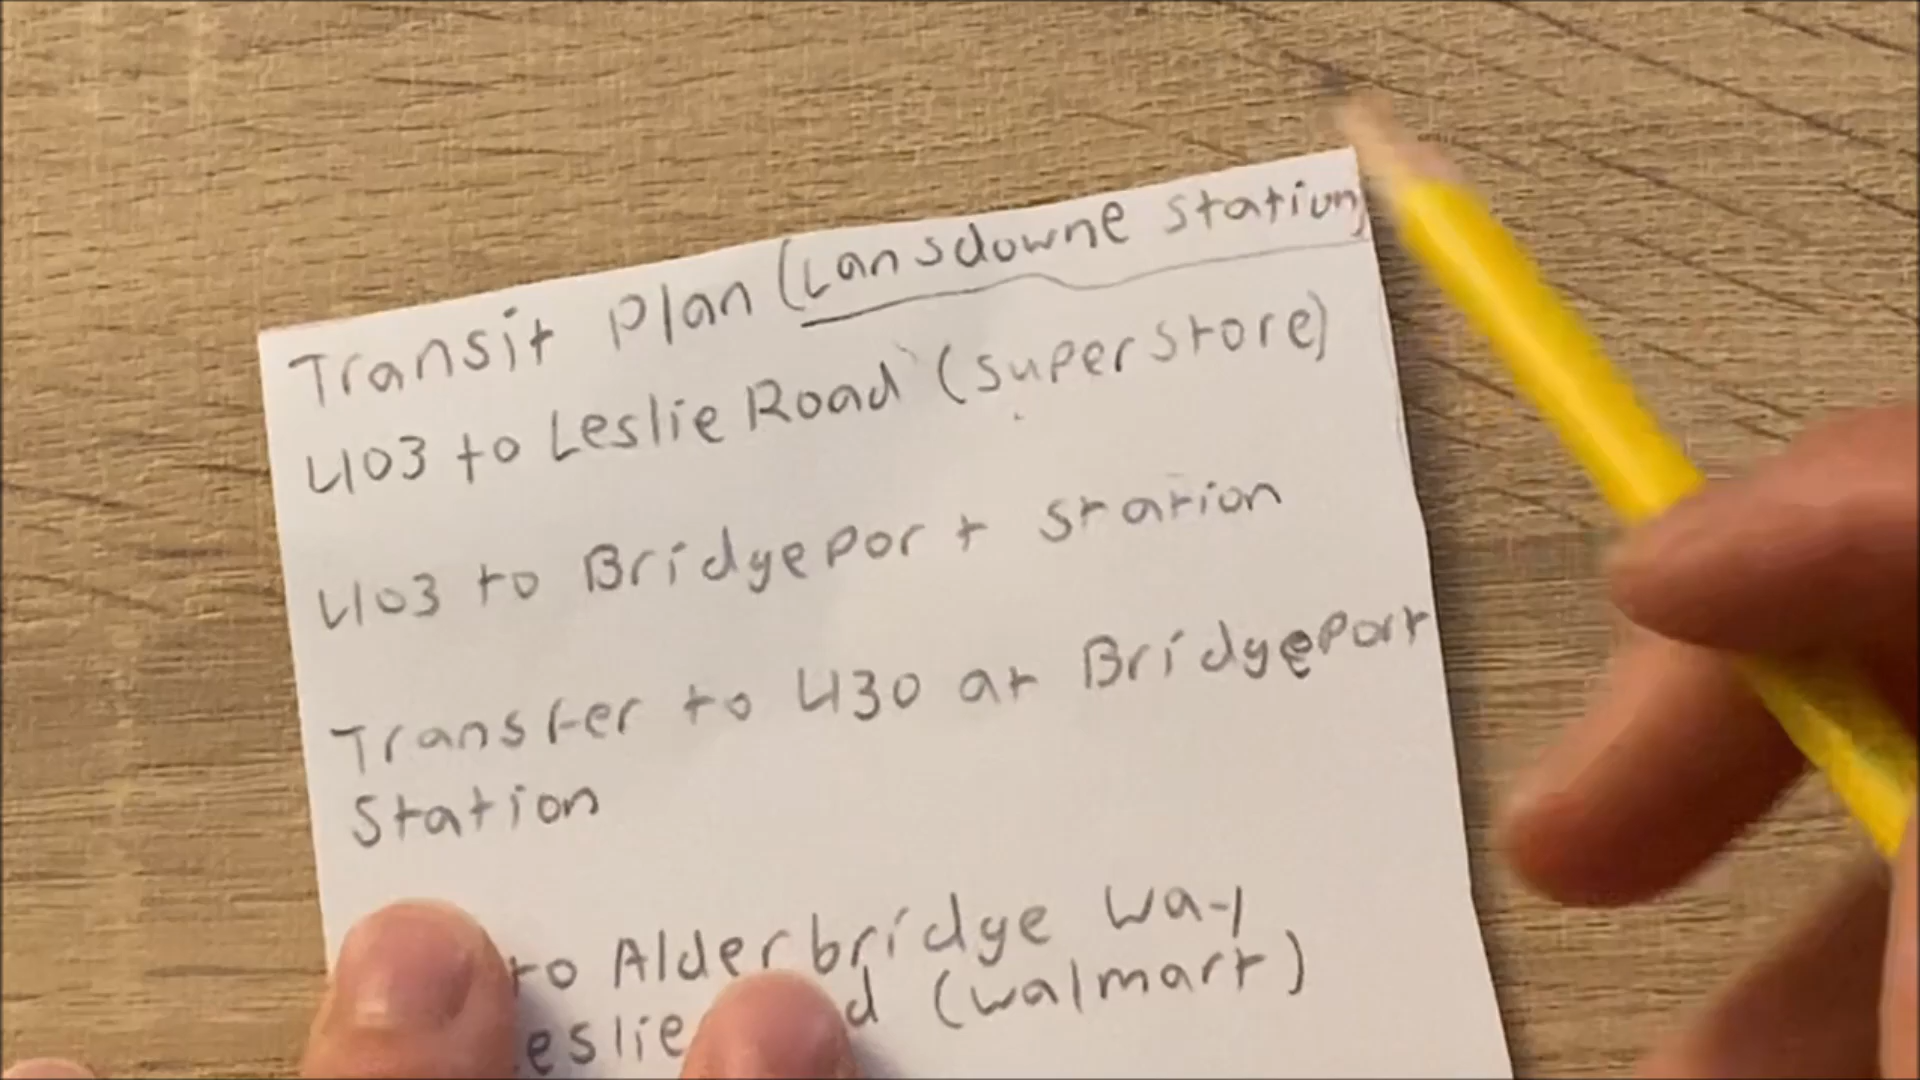 Transit Plan (Lansdowne Station)
403 to Leslie Road (superstore)
403 to Bridgeport Station
Transfer to 430 at Bridgeport
Station
to Alderbridge Way
(walmart)